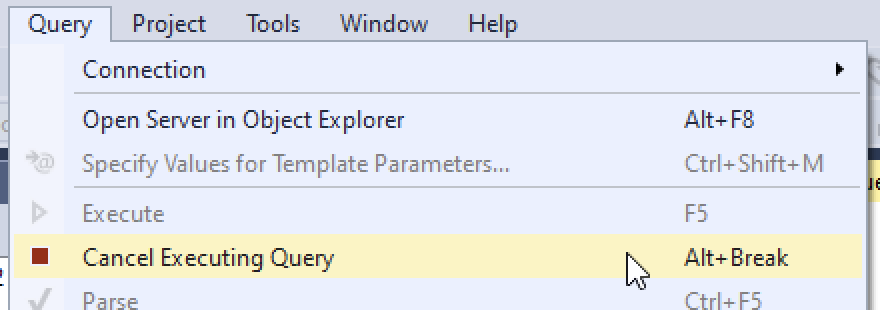 Query Project Tools Window Help
Connection
Open Server in Object Explorer Alt+F8
Specify Values for Template Parameters... Ctrl+Shift+M
Execute F5
Cancel Executing Query Alt+Break
Parse Ctrl+F5